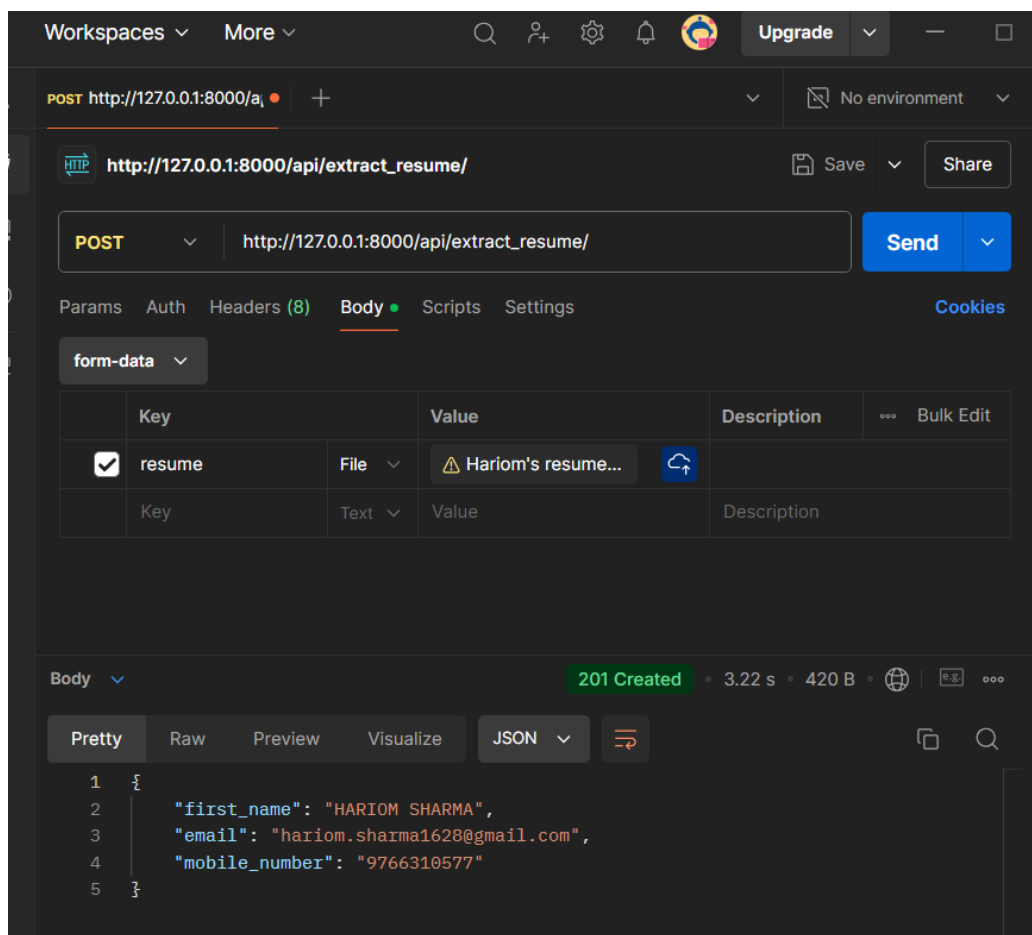 Workspaces More Upgrade
POST http://127.0.0.1:8000/a No environment
HTTP http://127.0.0.1:8000/api/extract_resume/ Save Share
POST http://127.0.0.1:8000/api/extract_resume/ Send
Params Auth Headers (8) Body Scripts Settings Cookies
form-data
Key Value Description Bulk Edit
resume File Hariom's resume...
Key Text Value Description
Body 201 Created • 3.22 s • 420 B • e.g.
Pretty Raw Preview Visualize JSON
1 {
2 "first_name": "HARIOM SHARMA",
3 "email": "hariom.sharma1628@gmail.com",
4 "mobile_number": "9766310577"
5 }